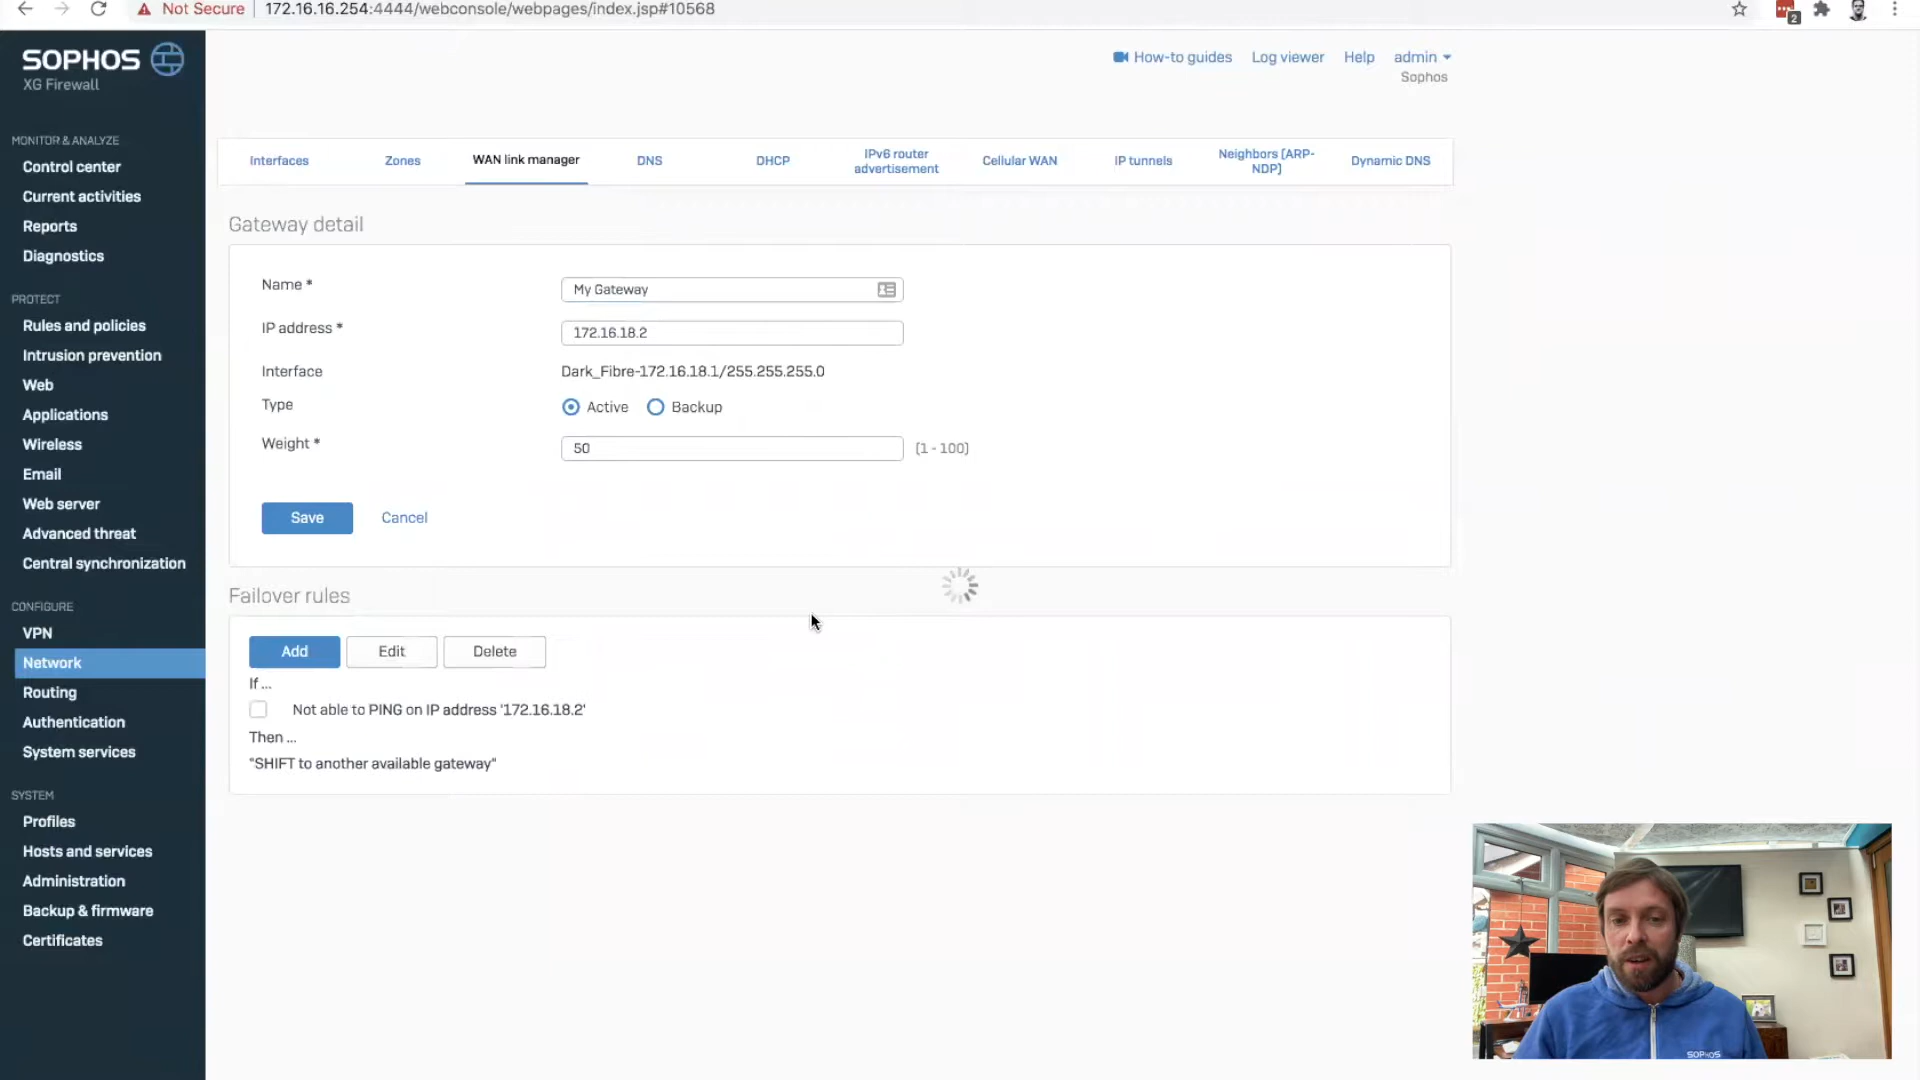 Not Secure
172.16.16.254:4444/webconsole/webpages/index.jsp#10568
2
SOPHOS
XG Firewall
How-to guides
Log viewer
Help
admin
Sophos
MONITOR & ANALYZE
Control center
Current activities
Reports
Diagnostics
PROTECT
Rules and policies
Intrusion prevention
Web
Applications
Wireless
Email
Web server
Advanced threat
Central synchronization
CONFIGURE
VPN
Network
Routing
Authentication
System services
SYSTEM
Profiles
Hosts and services
Administration
Backup & firmware
Certificates
Interfaces
Zones
WAN link manager
DNS
DHCP
IPv6 router
advertisement
Cellular WAN
IP tunnels
Neighbors (ARP-
NDP)
Dynamic DNS
Gateway detail
Name *
My Gateway
IP address *
172.16.18.2
Interface
Dark_Fibre-172.16.18.1/255.255.255.0
Type
Active
Backup
Weight *
50
(1 - 100)
Save
Cancel
Failover rules
Add
Edit
Delete
If ...
Not able to PING on IP address '172.16.18.2'
Then ...
"SHIFT to another available gateway"
SOPHOS